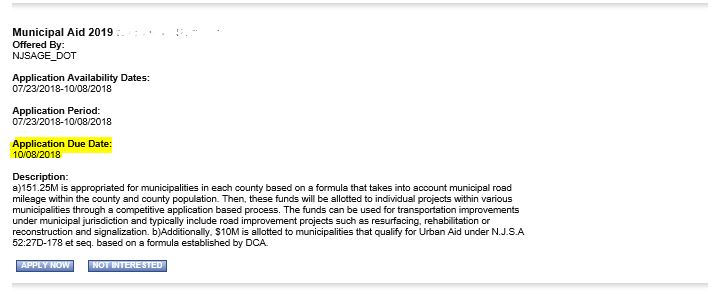 Municipal Aid 2019
Offered By:
NJSAGE_DOT
Application Availability Dates:
07/23/2018-10/08/2018
Application Period:
07/23/2018-10/08/2018
Application Due Date:
10/08/2018
Description:
a)151.25M is appropriated for municipalities in each county based on a formula that takes into account municipal road
mileage within the county and county population. Then, these funds will be allotted to individual projects within various
municipalities through a competitive application based process. The funds can be used for transportation improvements
under municipal jurisdiction and typically include road improvement projects such as resurfacing, rehabilitation or
reconstruction and signalization. b)Additionally, $10M is allotted to municipalities that qualify for Urban Aid under N.J.S.A
52:27D-178 et seq. based on a formula established by DCA.
APPLY NOW NOT INTERESTED